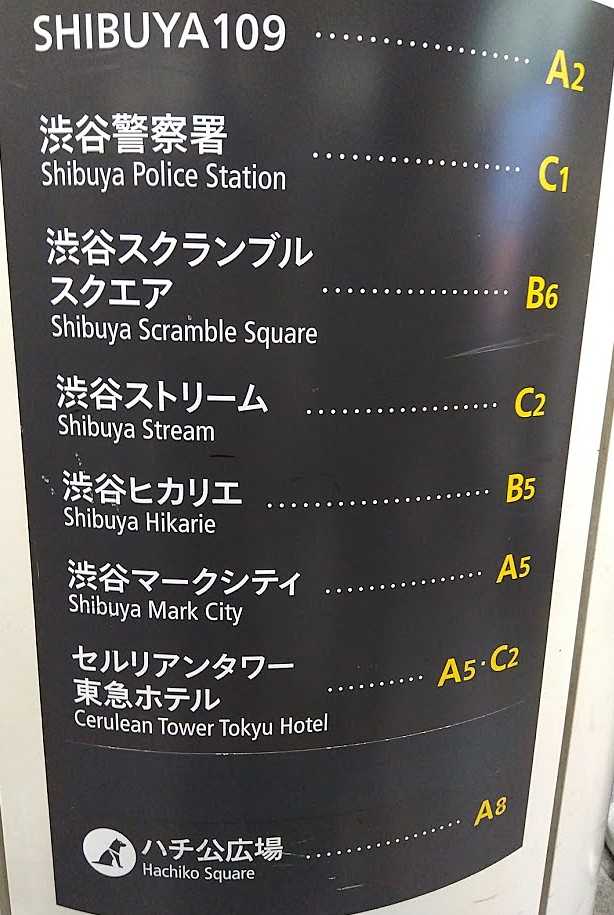 SHIBUYA109 ・・・・・・・・・・ A2
渋谷警察署
Shibuya Police Station ・・・・・・・・・・ C1
渋谷スクランブル
スクエア ・・・・・・・・・・ B6
Shibuya Scramble Square
渋谷ストリーム ・・・・・・・・・・ C2
Shibuya Stream
渋谷ヒカリエ ・・・・・・・・・・ B5
Shibuya Hikarie
渋谷マークシティ ・・・・・・・・・・ A5
Shibuya Mark City
セルリアンタワー
東急ホテル ・・・・・・・・・・ A5・C2
Cerulean Tower Tokyu Hotel
ハチ公広場 ・・・・・・・・・・ A8
Hachiko Square